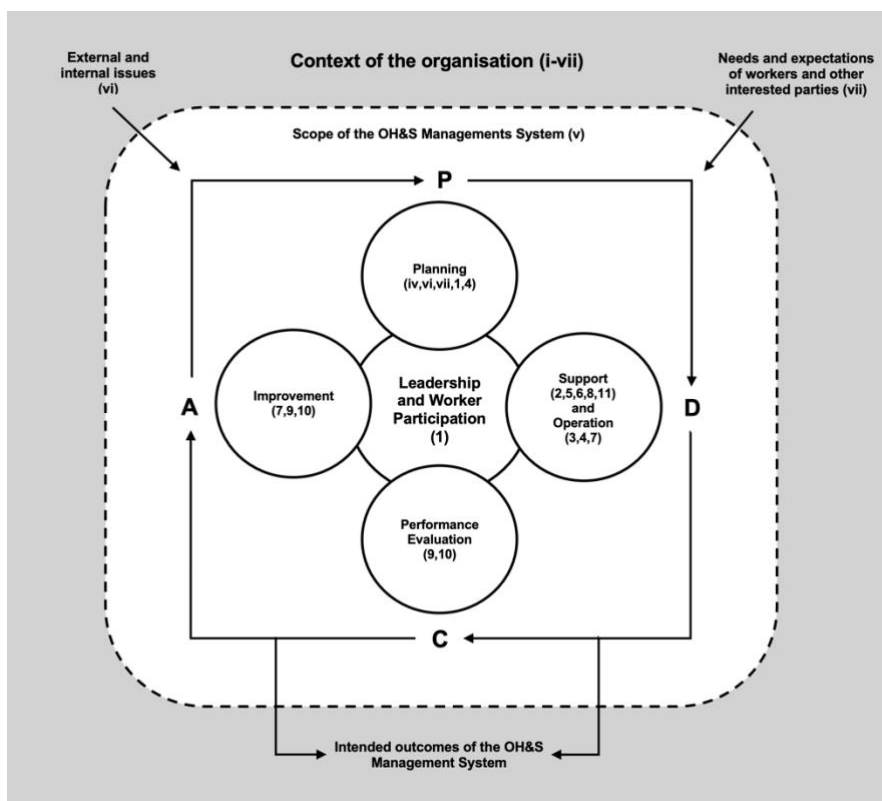 External and
internal issues
(vi)
Context of the organisation (i-vii)
Needs and expectations
of workers and other
interested parties (vii)
Scope of the OH&S Managements System (v)
P
Planning
(iv,vi,vii,1,4)
A
Improvement
(7,9,10)
Leadership
and Worker
Participation
(1)
Support
(2,5,6,8,11)
and
Operation
(3,4,7)
D
Performance
Evaluation
(9,10)
C
Intended outcomes of the OH&S
Management System